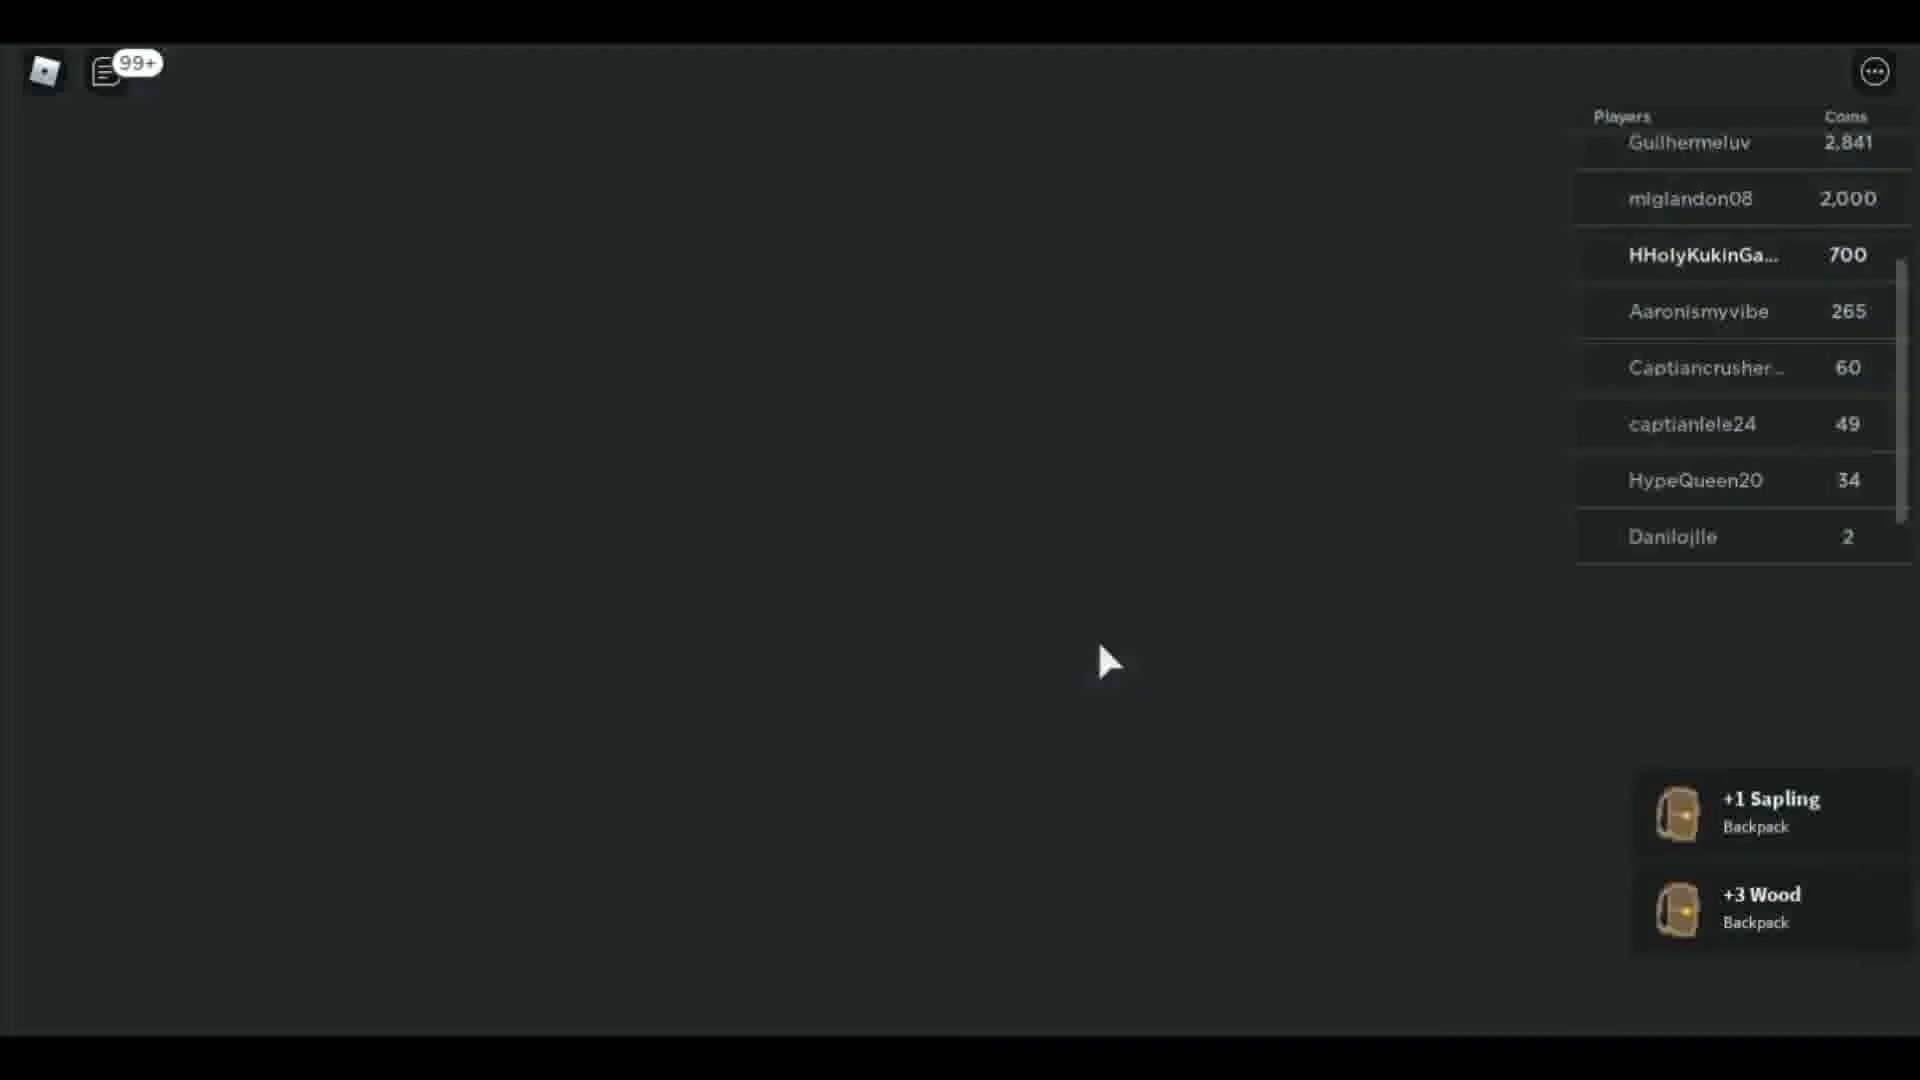 99+
Players Coins
Guilhermeluv 2,841
miglandon08 2,000
HHolyKukinGa... 700
Aaronismyvibe 265
Captiancrusher... 60
captianlele24 49
HypeQueen20 34
Danilojlle 2
+1 Sapling
Backpack
+3 Wood
Backpack